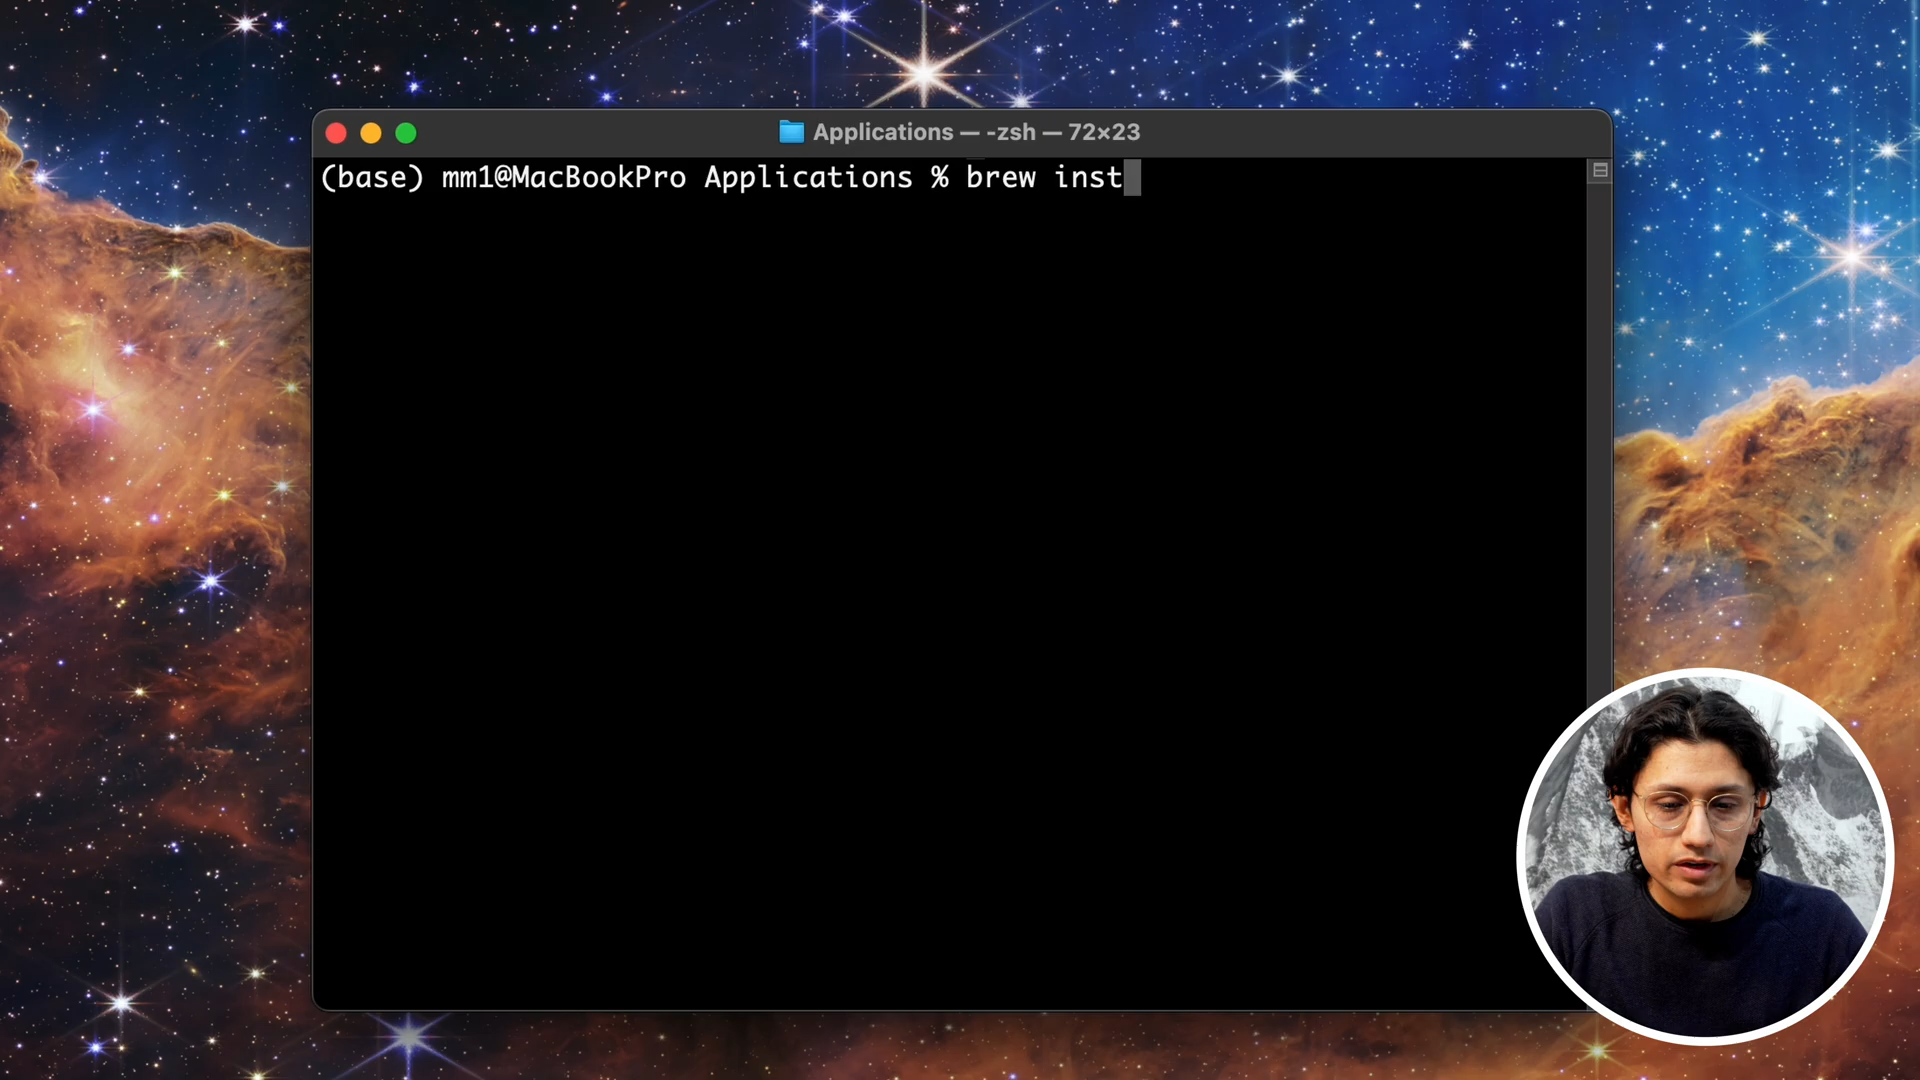 Applications — -zsh — 72×23
(base) mm1@MacBookPro Applications % brew inst